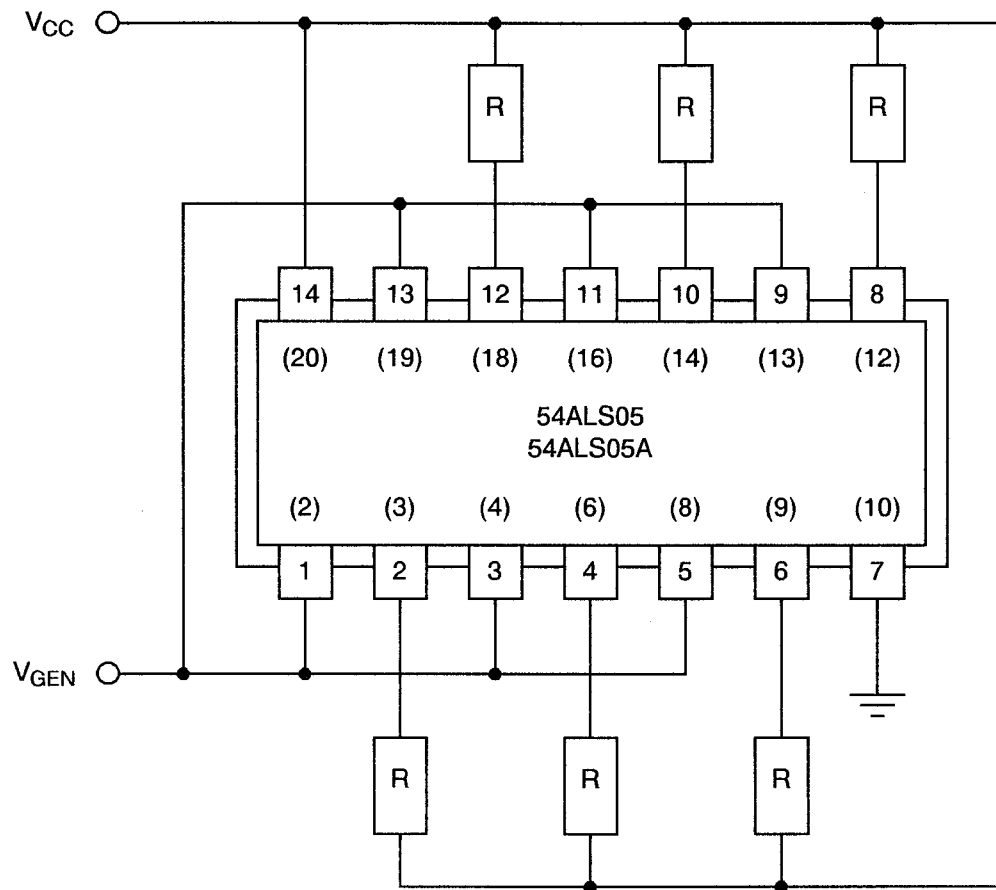 VCC
R R R
14 13 12 11 10 9 8
(20) (19) (18) (16) (14) (13) (12)
54ALS05
54ALS05A
(2) (3) (4) (6) (8) (9) (10)
1 2 3 4 5 6 7
VGEN
R R R